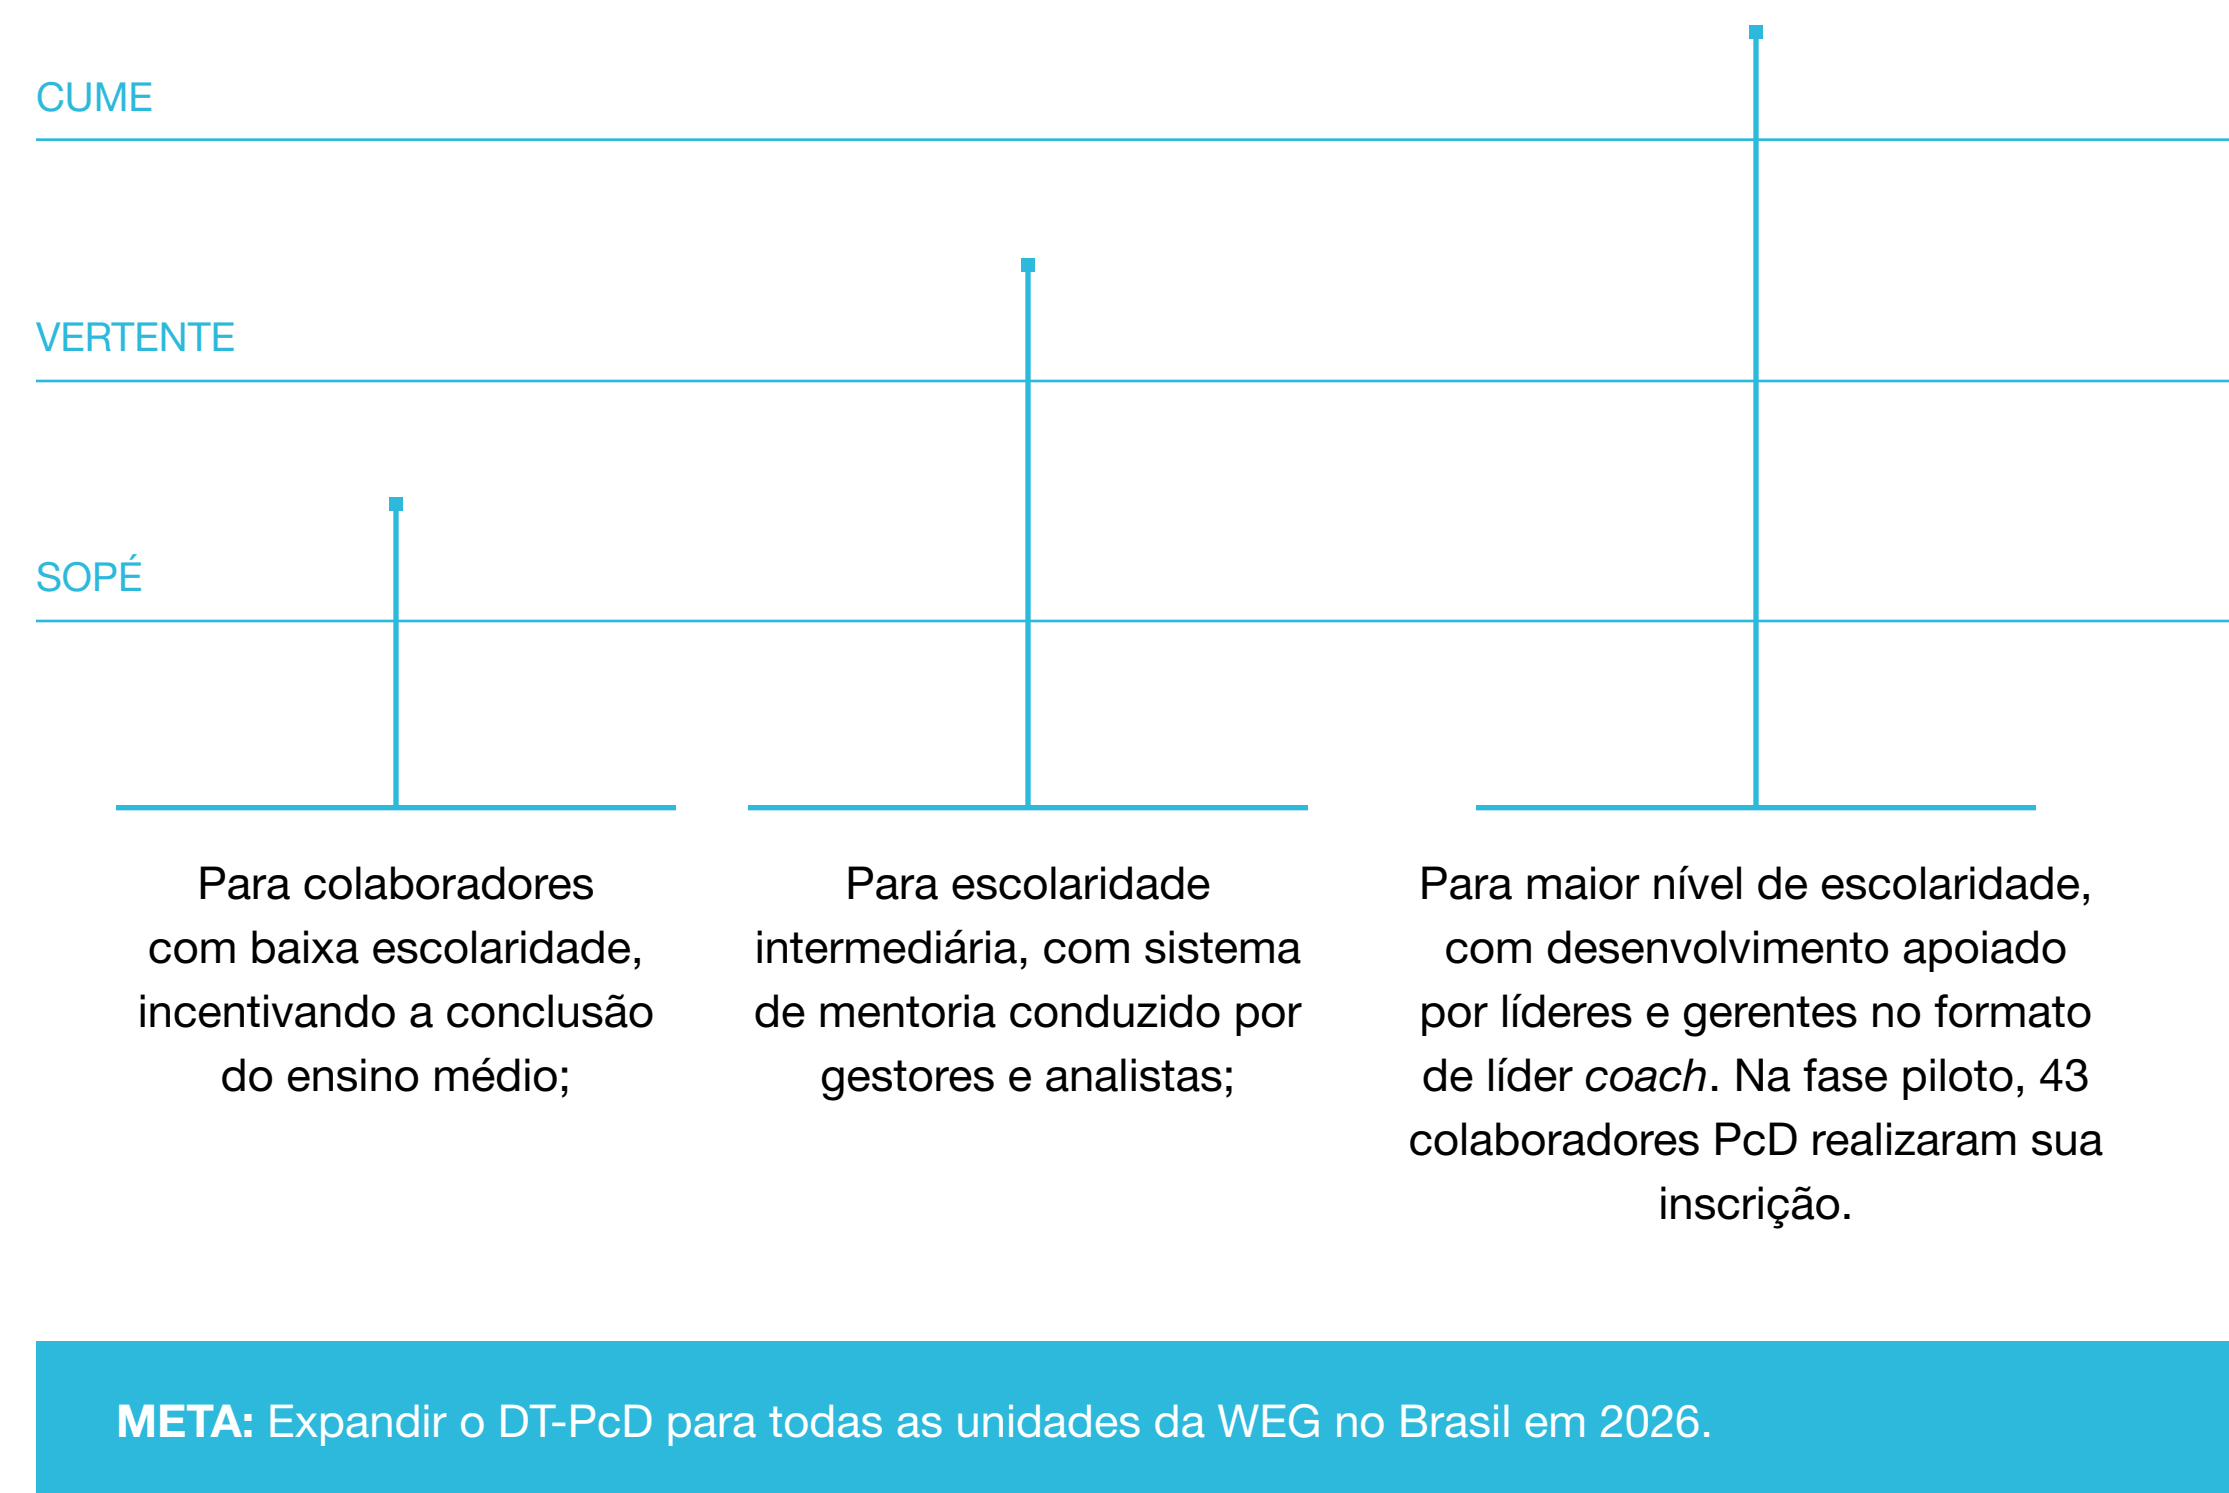 CUME
VERTENTE
SOPÉ
Para colaboradores
com baixa escolaridade,
incentivando a conclusão
do ensino médio;
Para escolaridade
intermediária, com sistema
de mentoria conduzido por
gestores e analistas;
Para maior nível de escolaridade,
com desenvolvimento apoiado
por líderes e gerentes no formato
de líder coach. Na fase piloto, 43
colaboradores PcD realizaram sua
inscrição.
META: Expandir o DT-PcD para todas as unidades da WEG no Brasil em 2026.